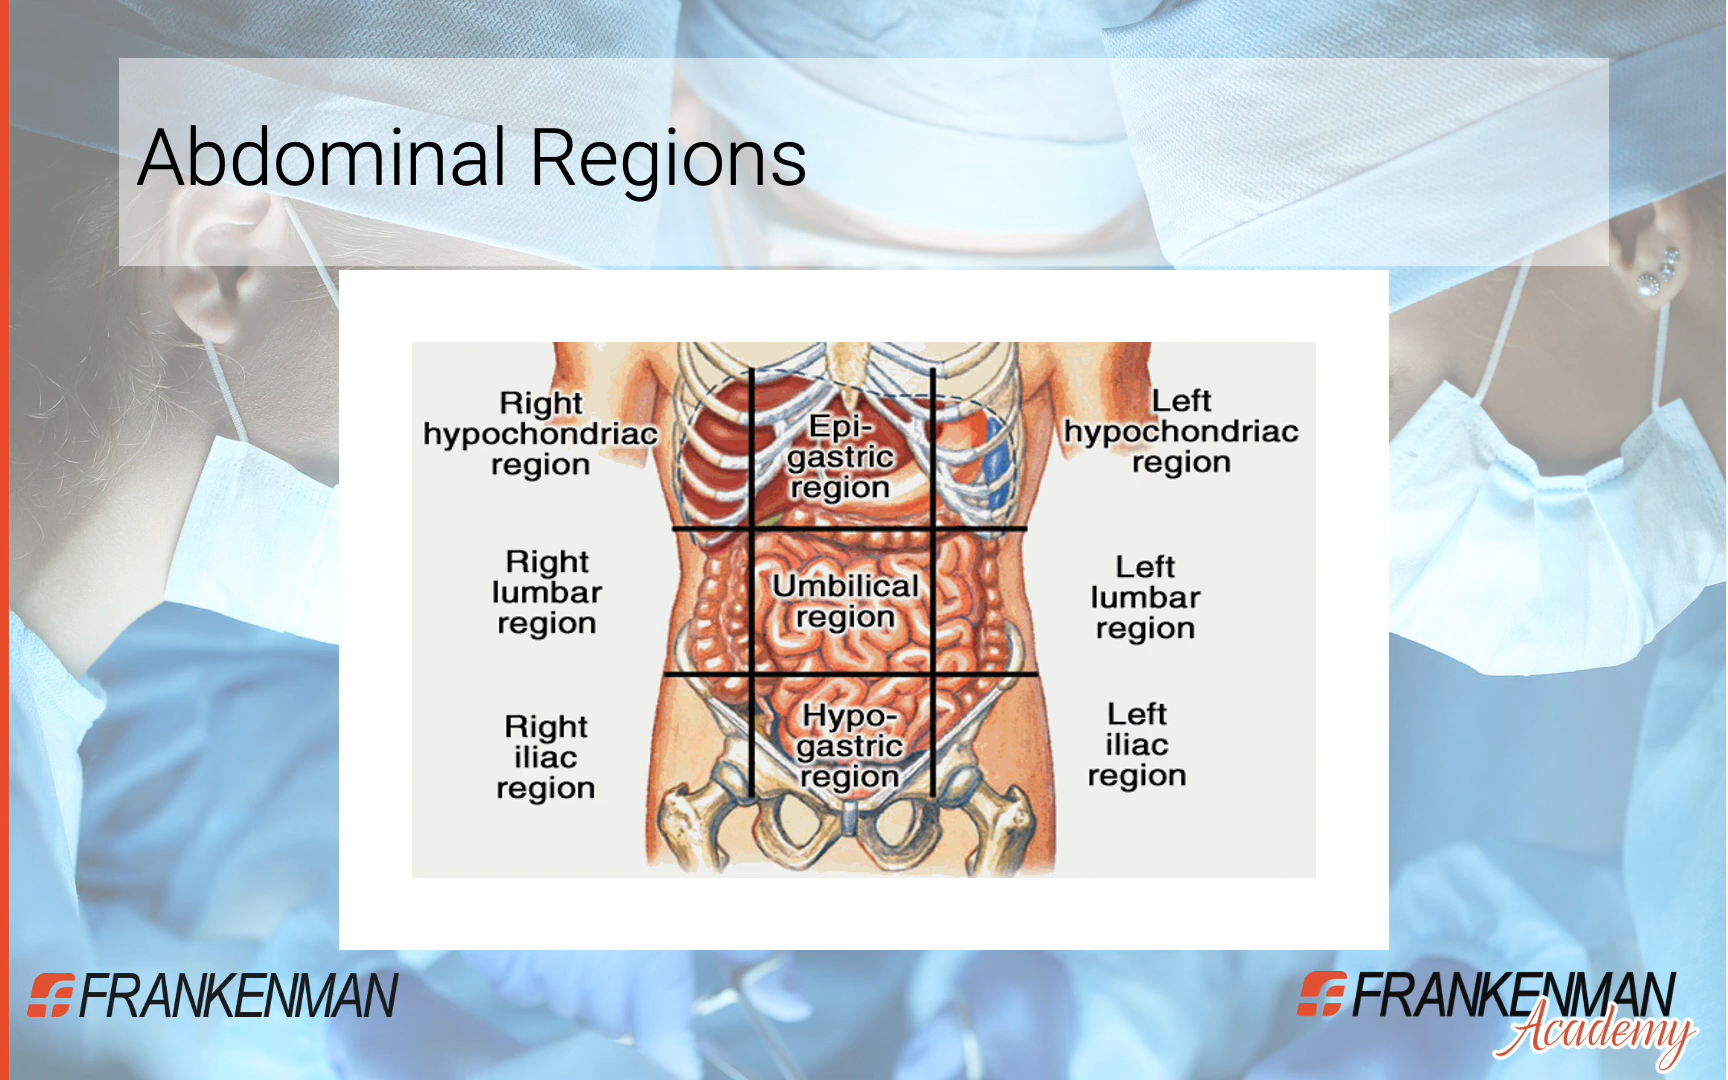 Abdominal Regions
Right
hypochondriac
region
Epi-
gastric
region
Left
hypochondriac
region
Right
lumbar
region
Umbilical
region
Left
lumbar
region
Right
iliac
region
Hypo-
gastric
region
Left
iliac
region
FRANKENMAN
FRANKENMAN
Academy